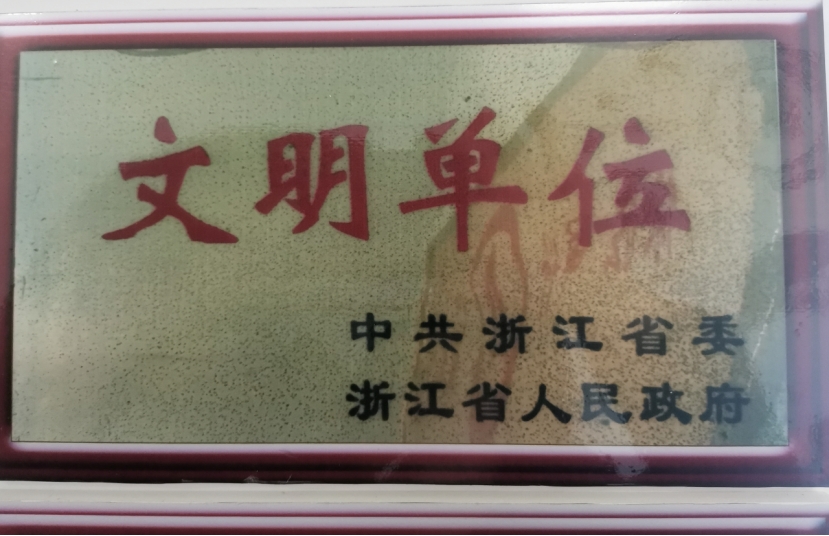 文明单位
中共浙江省委
浙江省人民政府